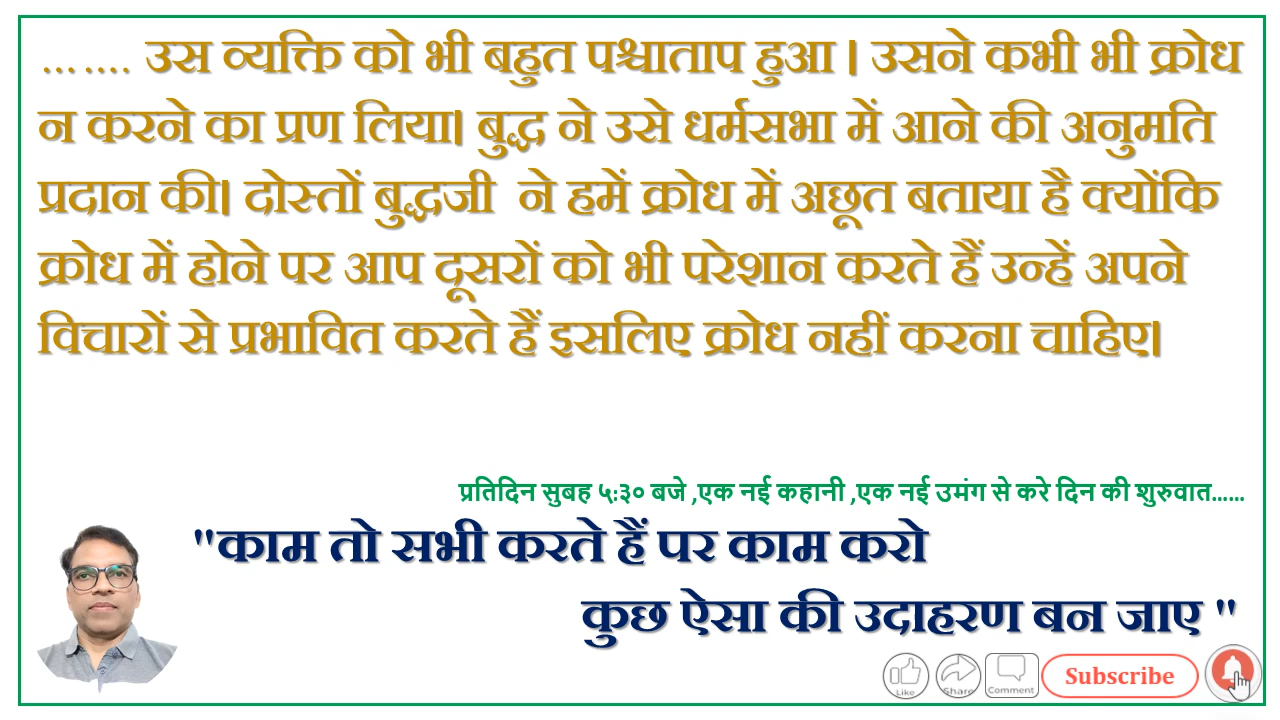 ....... उस व्यक्ति को भी बहुत पश्चाताप हुआ | उसने कभी भी क्रोध
न करने का प्रण लिया| बुद्ध ने उसे धर्मसभा में आने की अनुमति
प्रदान की| दोस्तों बुद्धजी ने हमें क्रोध में अछूत बताया है क्योंकि
क्रोध में होने पर आप दूसरों को भी परेशान करते हैं उन्हें अपने
विचारों से प्रभावित करते हैं इसलिए क्रोध नहीं करना चाहिए|
प्रतिदिन सुबह ५:३० बजे ,एक नई कहानी ,एक नई उमंग से करे दिन की शुरुवात......
"काम तो सभी करते हैं पर काम करो
कुछ ऐसा की उदाहरण बन जाए "
Like Share Comment Subscribe